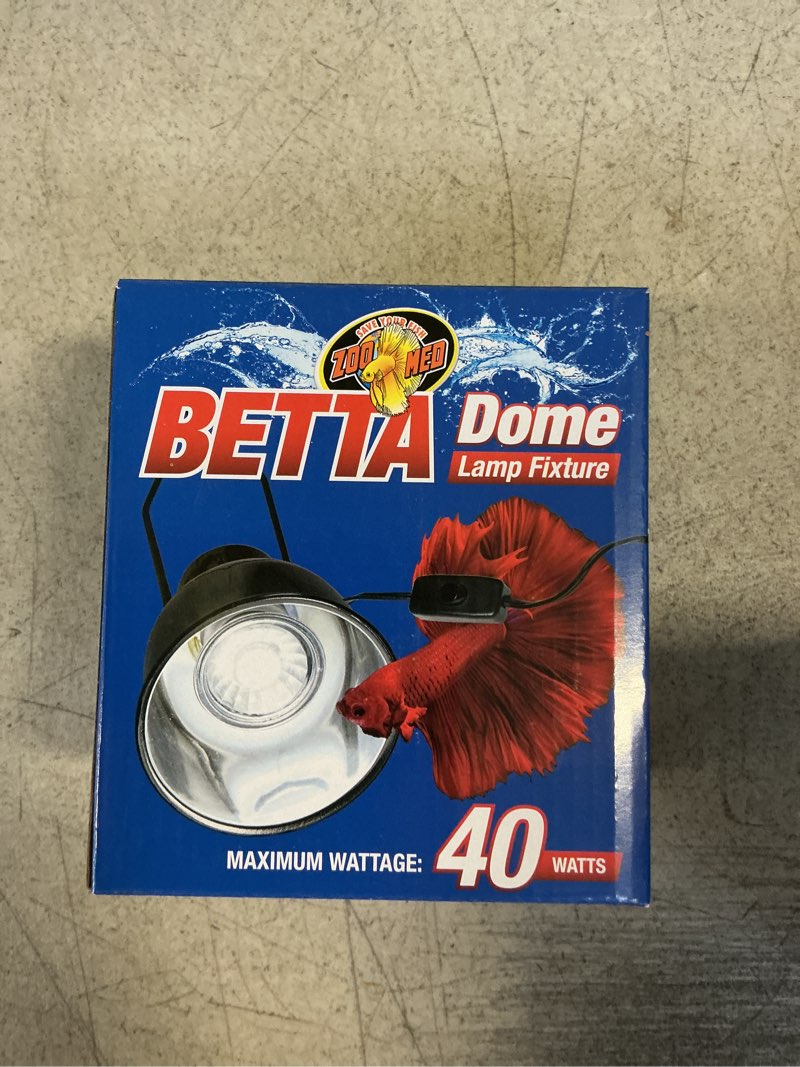 SAVE YOUR FISH
ZOO MED
BETTA Dome
Lamp Fixture
MAXIMUM WATTAGE: 40 WATTS